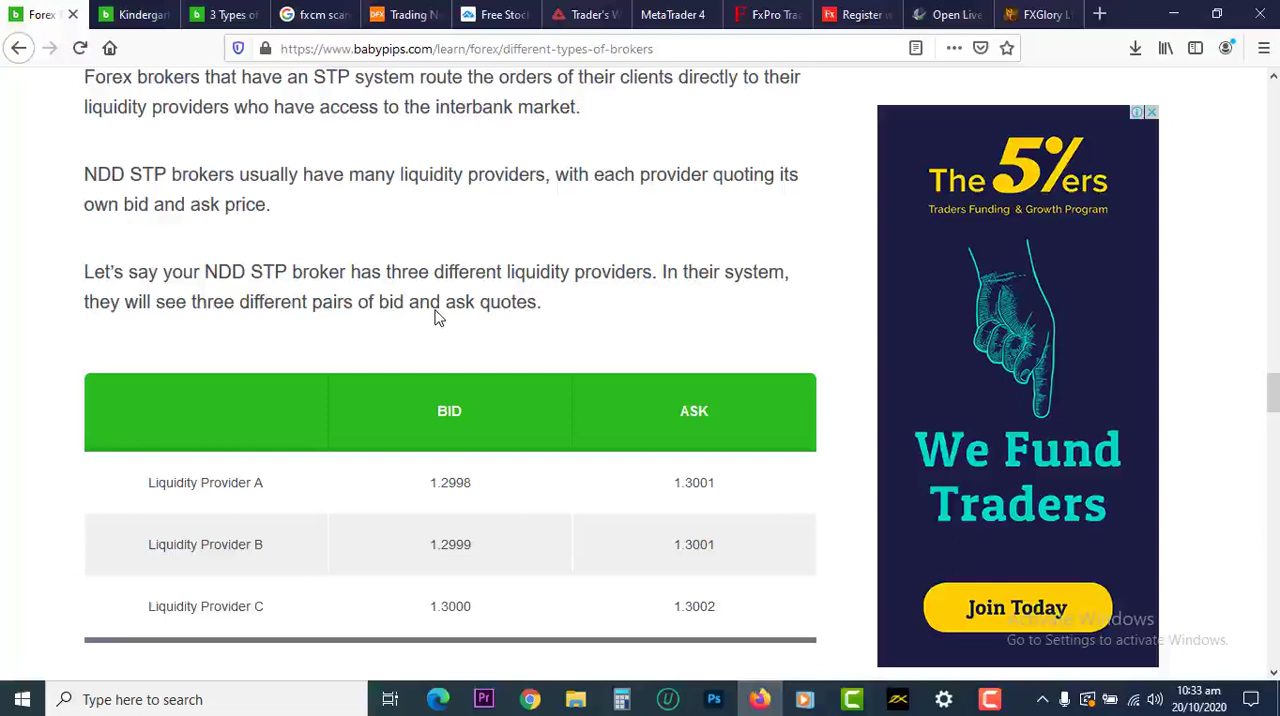 Forex b
Kindergar
3 Types of
fxcm scar
Trading No
Free Stoc
Trader's W
MetaTrader 4
FxPro Tra
Register w
Open Live
FXGlory L
https://www.babypips.com/learn/forex/different-types-of-brokers
Forex brokers that have an STP system route the orders of their clients directly to their
liquidity providers who have access to the interbank market.
NDD STP brokers usually have many liquidity providers, with each provider quoting its
own bid and ask price.
Let's say your NDD STP broker has three different liquidity providers. In their system,
they will see three different pairs of bid and ask quotes.
BID ASK
Liquidity Provider A 1.2998 1.3001
Liquidity Provider B 1.2999 1.3001
Liquidity Provider C 1.3000 1.3002
The 5%ers
Traders Funding & Growth Program
We Fund
Traders
Join Today
Activate Windows
Go to Settings to activate Windows.
Type here to search
10:33 am
20/10/2020